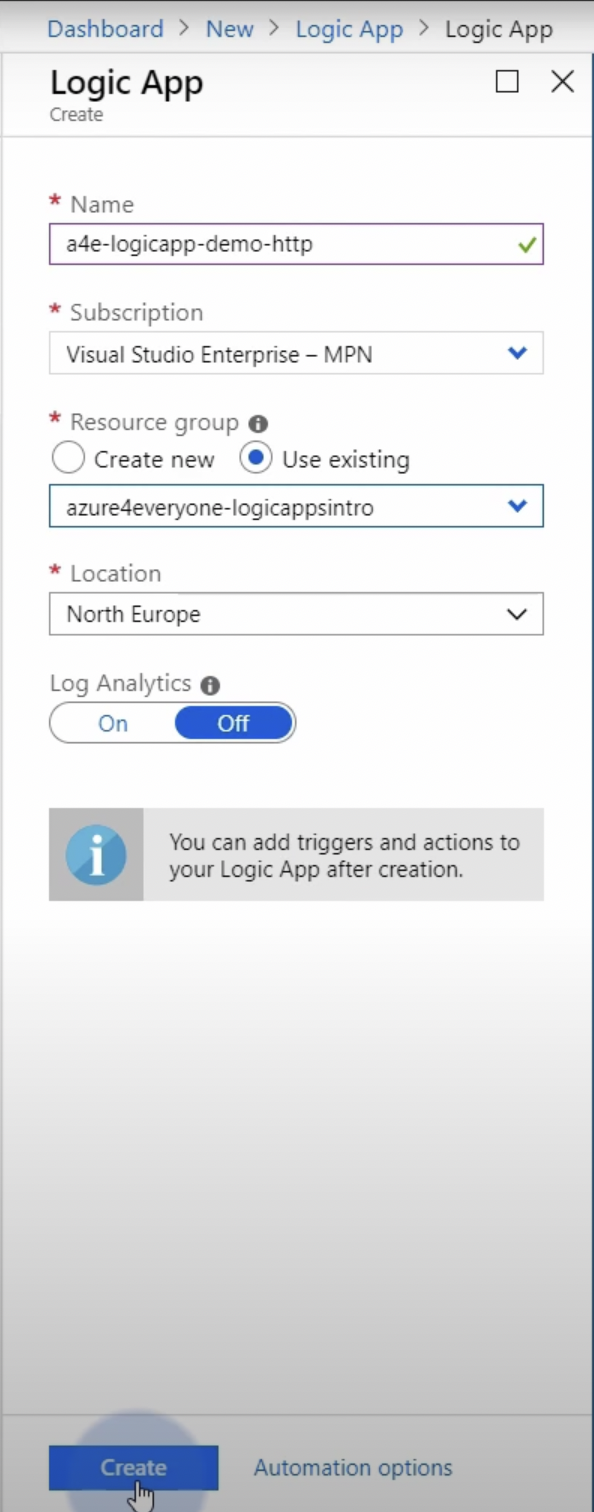 Dashboard > New > Logic App > Logic App
Logic App
Create
* Name
a4e-logicapp-demo-http
* Subscription
Visual Studio Enterprise – MPN
* Resource group
Create new Use existing
azure4everyone-logicappsintro
* Location
North Europe
Log Analytics
On Off
You can add triggers and actions to
your Logic App after creation.
Create Automation options